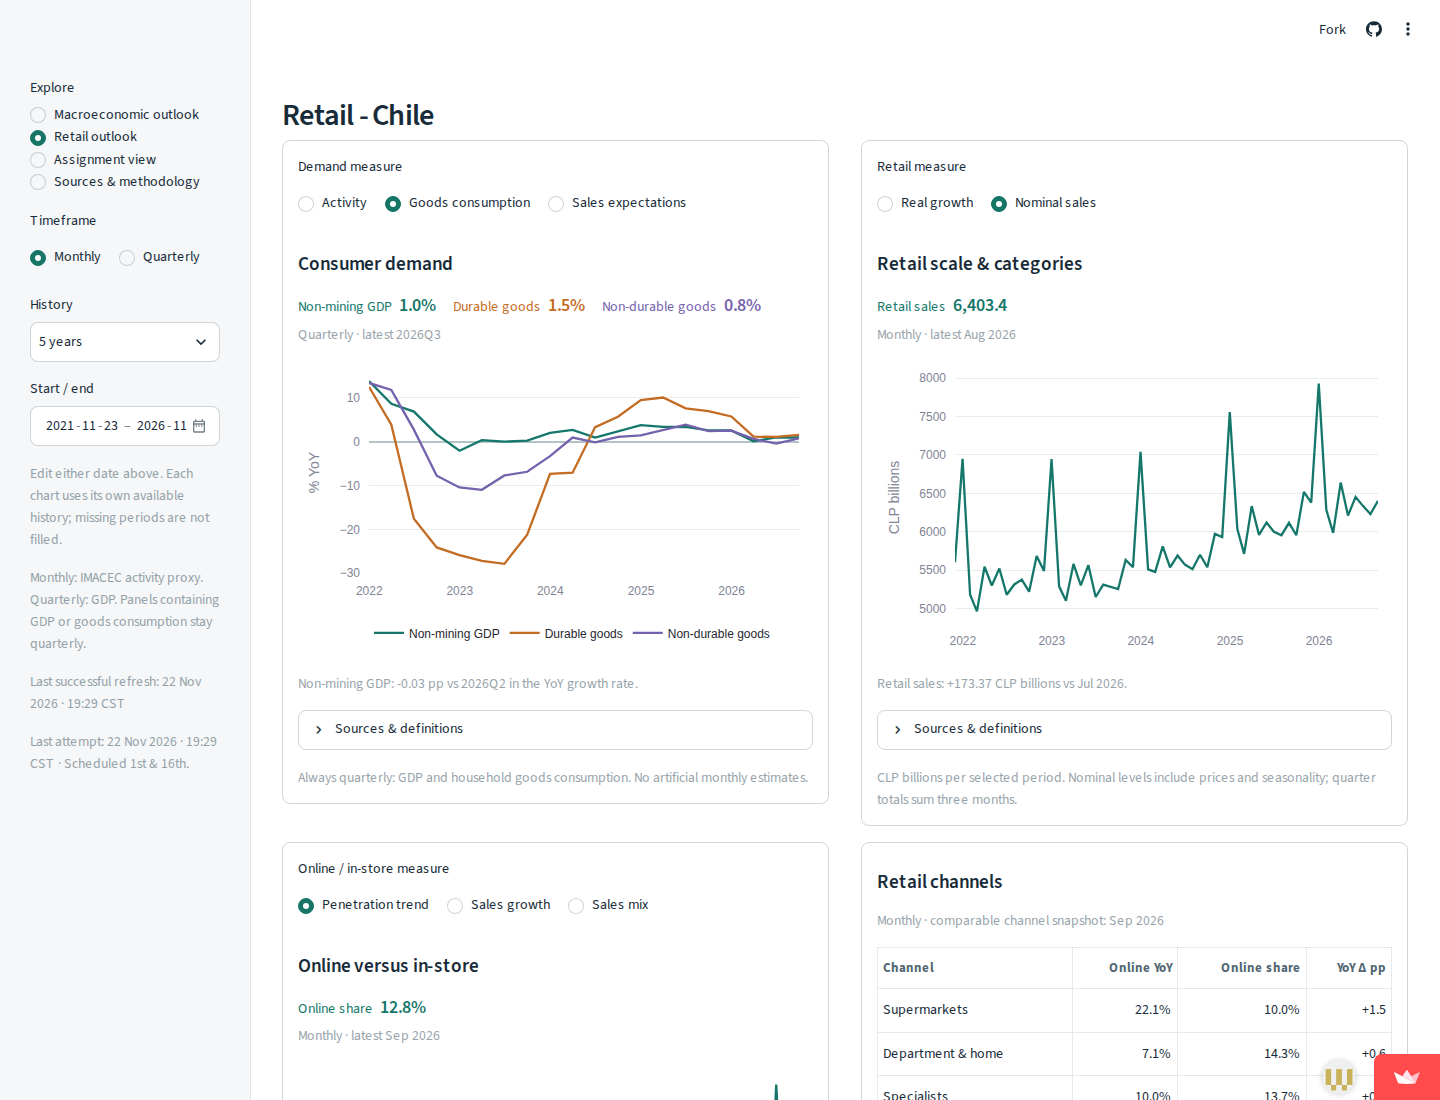 Fork
Explore
Macroeconomic outlook
Retail outlook
Assignment view
Sources & methodology
Timeframe
Monthly
Quarterly
History
5 years
Start / end
2021-11-23 – 2026-11
Edit either date above. Each
chart uses its own available
history; missing periods are not
filled.
Monthly: IMACEC activity proxy.
Quarterly: GDP. Panels containing
GDP or goods consumption stay
quarterly.
Last successful refresh: 22 Nov
2026 · 19:29 CST
Last attempt: 22 Nov 2026 · 19:29
CST · Scheduled 1st & 16th.
Retail - Chile
Demand measure
Activity
Goods consumption
Sales expectations
Consumer demand
Non-mining GDP 1.0% Durable goods 1.5% Non-durable goods 0.8%
Quarterly · latest 2026Q3
% YoY
10
0
−10
−20
−30
2022 2023 2024 2025 2026
Non-mining GDP Durable goods Non-durable goods
Non-mining GDP: -0.03 pp vs 2026Q2 in the YoY growth rate.
Sources & definitions
Always quarterly: GDP and household goods consumption. No artificial monthly estimates.
Retail measure
Real growth
Nominal sales
Retail scale & categories
Retail sales 6,403.4
Monthly · latest Aug 2026
CLP billions
8000
7500
7000
6500
6000
5500
5000
2022 2023 2024 2025 2026
Retail sales: +173.37 CLP billions vs Jul 2026.
Sources & definitions
CLP billions per selected period. Nominal levels include prices and seasonality; quarter
totals sum three months.
Online / in-store measure
Penetration trend
Sales growth
Sales mix
Online versus in-store
Online share 12.8%
Monthly · latest Sep 2026
Retail channels
Monthly · comparable channel snapshot: Sep 2026
Channel Online YoY Online share YoY Δ pp
Supermarkets 22.1% 10.0% +1.5
Department & home 7.1% 14.3% +0.6
Specialists 10.0% 13.7%